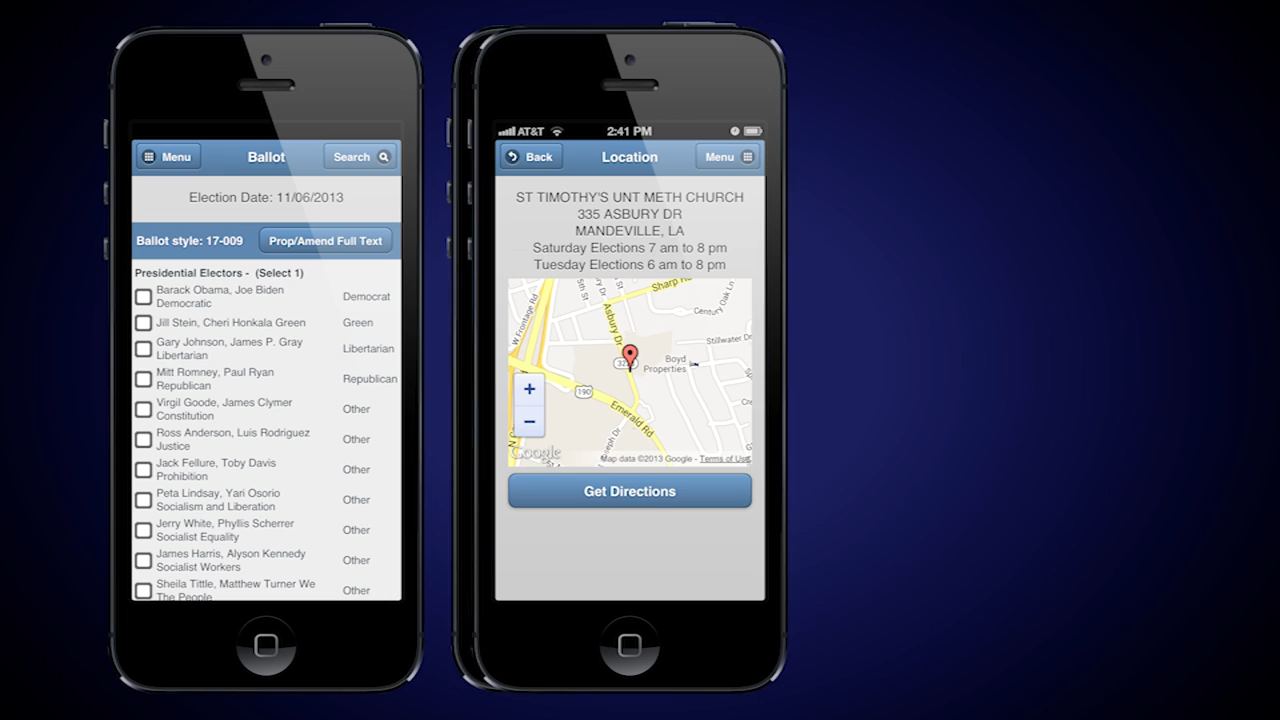 Menu
Ballot
Search
Election Date: 11/06/2013
Ballot style: 17-009
Prop/Amend Full Text
Presidential Electors - (Select 1)
Barack Obama, Joe Biden
Democratic
Democrat
Jill Stein, Cheri Honkala Green
Green
Gary Johnson, James P. Gray
Libertarian
Libertarian
Mitt Romney, Paul Ryan
Republican
Republican
Virgil Goode, James Clymer
Constitution
Other
Ross Anderson, Luis Rodriguez
Justice
Other
Jack Fellure, Toby Davis
Prohibition
Other
Peta Lindsay, Yari Osorio
Socialism and Liberation
Other
Jerry White, Phyllis Scherrer
Socialist Equality
Other
James Harris, Alyson Kennedy
Socialist Workers
Other
Sheila Tittle, Matthew Turner We
The People
Other
AT&T
2:41 PM
Back
Location
Menu
ST TIMOTHY'S UNT METH CHURCH
335 ASBURY DR
MANDEVILLE, LA
Saturday Elections 7 am to 8 pm
Tuesday Elections 6 am to 8 pm
W Frontage Rd
5th St
St
Sharp Rd
Asbury Dr
Century Oak Ln
Stillwater Dr
Boyd
Properties
190
Emerald Rd
+
−
Google
Map data ©2013 Google - Terms of Use
Get Directions